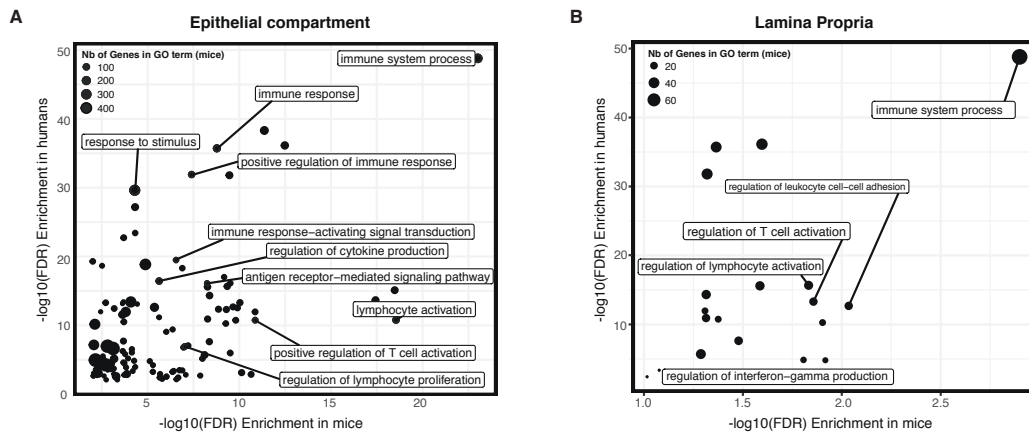 A
Epithelial compartment
-log10(FDR) Enrichment in humans
50
40
30
20
10
0
Nb of Genes in GO term (mice)
100
200
300
400
immune system process
immune response
response to stimulus
positive regulation of immune response
immune response−activating signal transduction
regulation of cytokine production
antigen receptor−mediated signaling pathway
lymphocyte activation
positive regulation of T cell activation
regulation of lymphocyte proliferation
5
10
15
20
-log10(FDR) Enrichment in mice
B
Lamina Propria
-log10(FDR) Enrichment in humans
50
40
30
20
10
0
Nb of Genes in GO term (mice)
20
40
60
immune system process
regulation of leukocyte cell−cell adhesion
regulation of T cell activation
regulation of lymphocyte activation
regulation of interferon−gamma production
1.0
1.5
2.0
2.5
-log10(FDR) Enrichment in mice